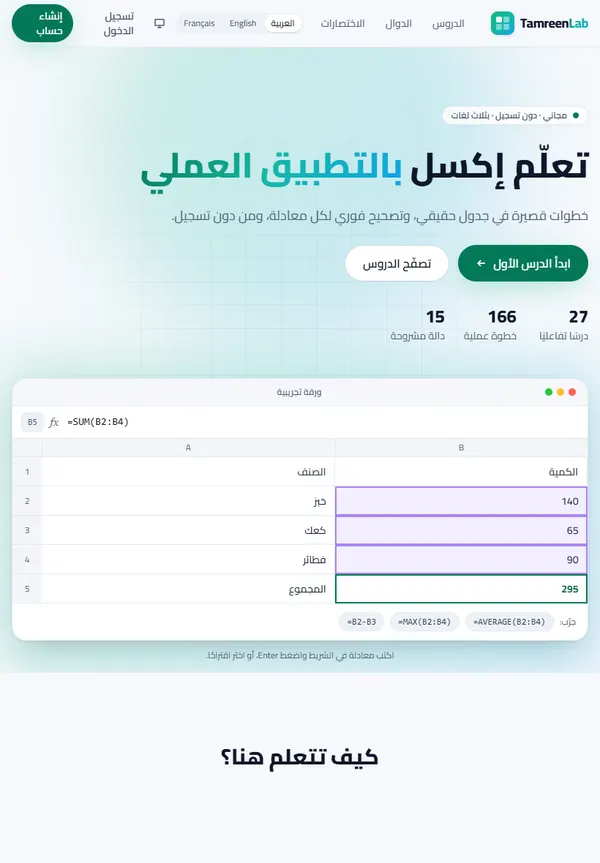 TamreenLab
الدروس
الدوال
الاختصارات
العربية
English
Français
تسجيل
الدخول
إنشاء
حساب
مجاني · دون تسجيل · بثلاث لغات
تعلّم إكسل بالتطبيق العملي
خطوات قصيرة في جدول حقيقي، وتصحيح فوري لكل معادلة، ومن دون تسجيل.
ابدأ الدرس الأول ←
تصفّح الدروس
27 166 15
درسًا تفاعليًا خطوة عملية دالة مشروحة
ورقة تجريبية
B5 fx =SUM(B2:B4)
A B
1 الصنف الكمية
2 خبز 140
3 كعك 65
4 فطائر 90
5 المجموع 295
جرّب: =AVERAGE(B2:B4) =MAX(B2:B4) =B2-B3
اكتب معادلة في الشريط واضغط Enter، أو اختر اقتراحًا.
كيف تتعلم هنا؟